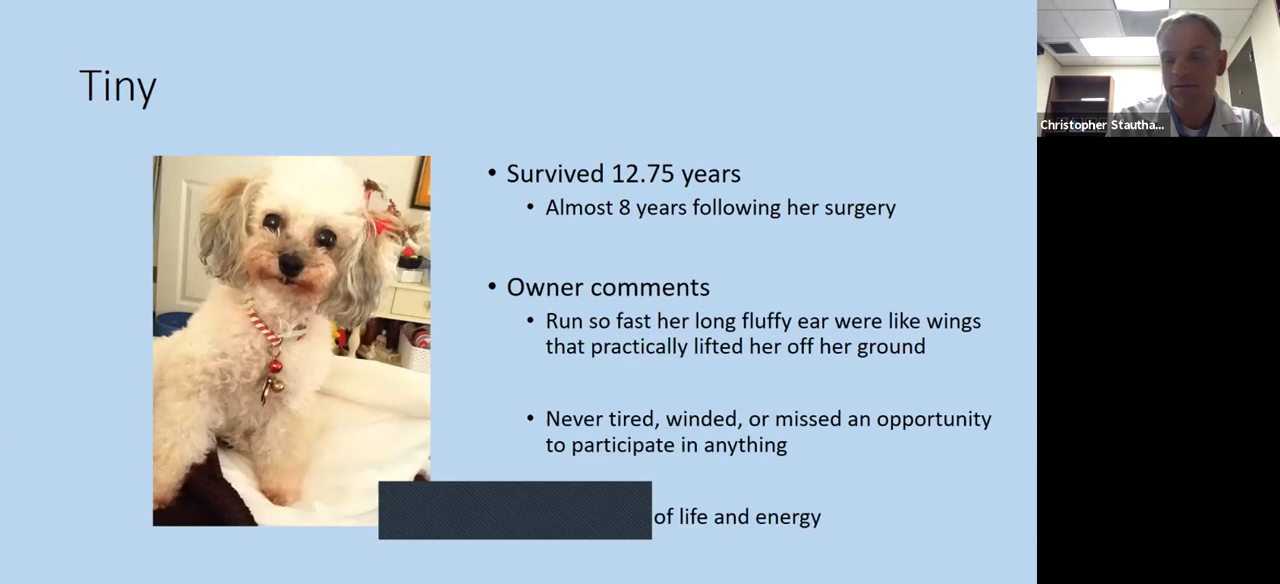 Tiny
• Survived 12.75 years
• Almost 8 years following her surgery
• Owner comments
• Run so fast her long fluffy ear were like wings
that practically lifted her off her ground
• Never tired, winded, or missed an opportunity
to participate in anything
of life and energy
Christopher Stautha...